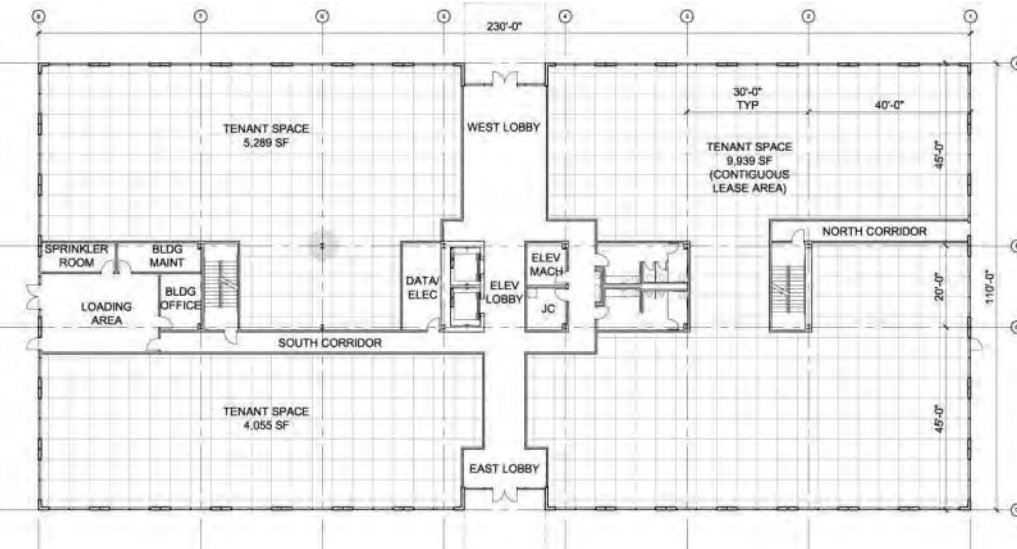 230'-0"
30'-0"
TYP
40'-0"
WEST LOBBY
TENANT SPACE
5,289 SF
TENANT SPACE
9,939 SF
(CONTIGUOUS
LEASE AREA)
45'-0"
NORTH CORRIDOR
SPRINKLER
ROOM
BLDG
MAINT
ELEV
MACH
DATA/
ELEC
ELEV
LOBBY
BLDG
OFFICE
LOADING
AREA
JC
20'-0"
110'-0"
SOUTH CORRIDOR
TENANT SPACE
4,055 SF
45'-0"
EAST LOBBY